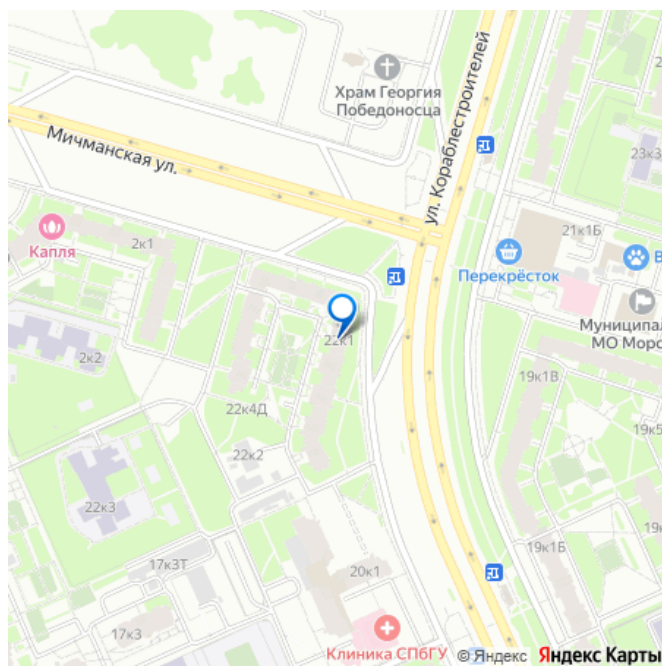 Храм Георгия
Победоносца
ул. Кораблестроителей
Мичманская ул.
23к3
Капля
2к1
21к1Б
Перекрёсток
В
Муниципал
МО Морс
22к1
2к2
19к1В
22к4Д
19к5
22к2
22к3
19к1Б
17к3Т
20к1
17к3
Клиника СПбГУ
© Яндекс Яндекс Карты